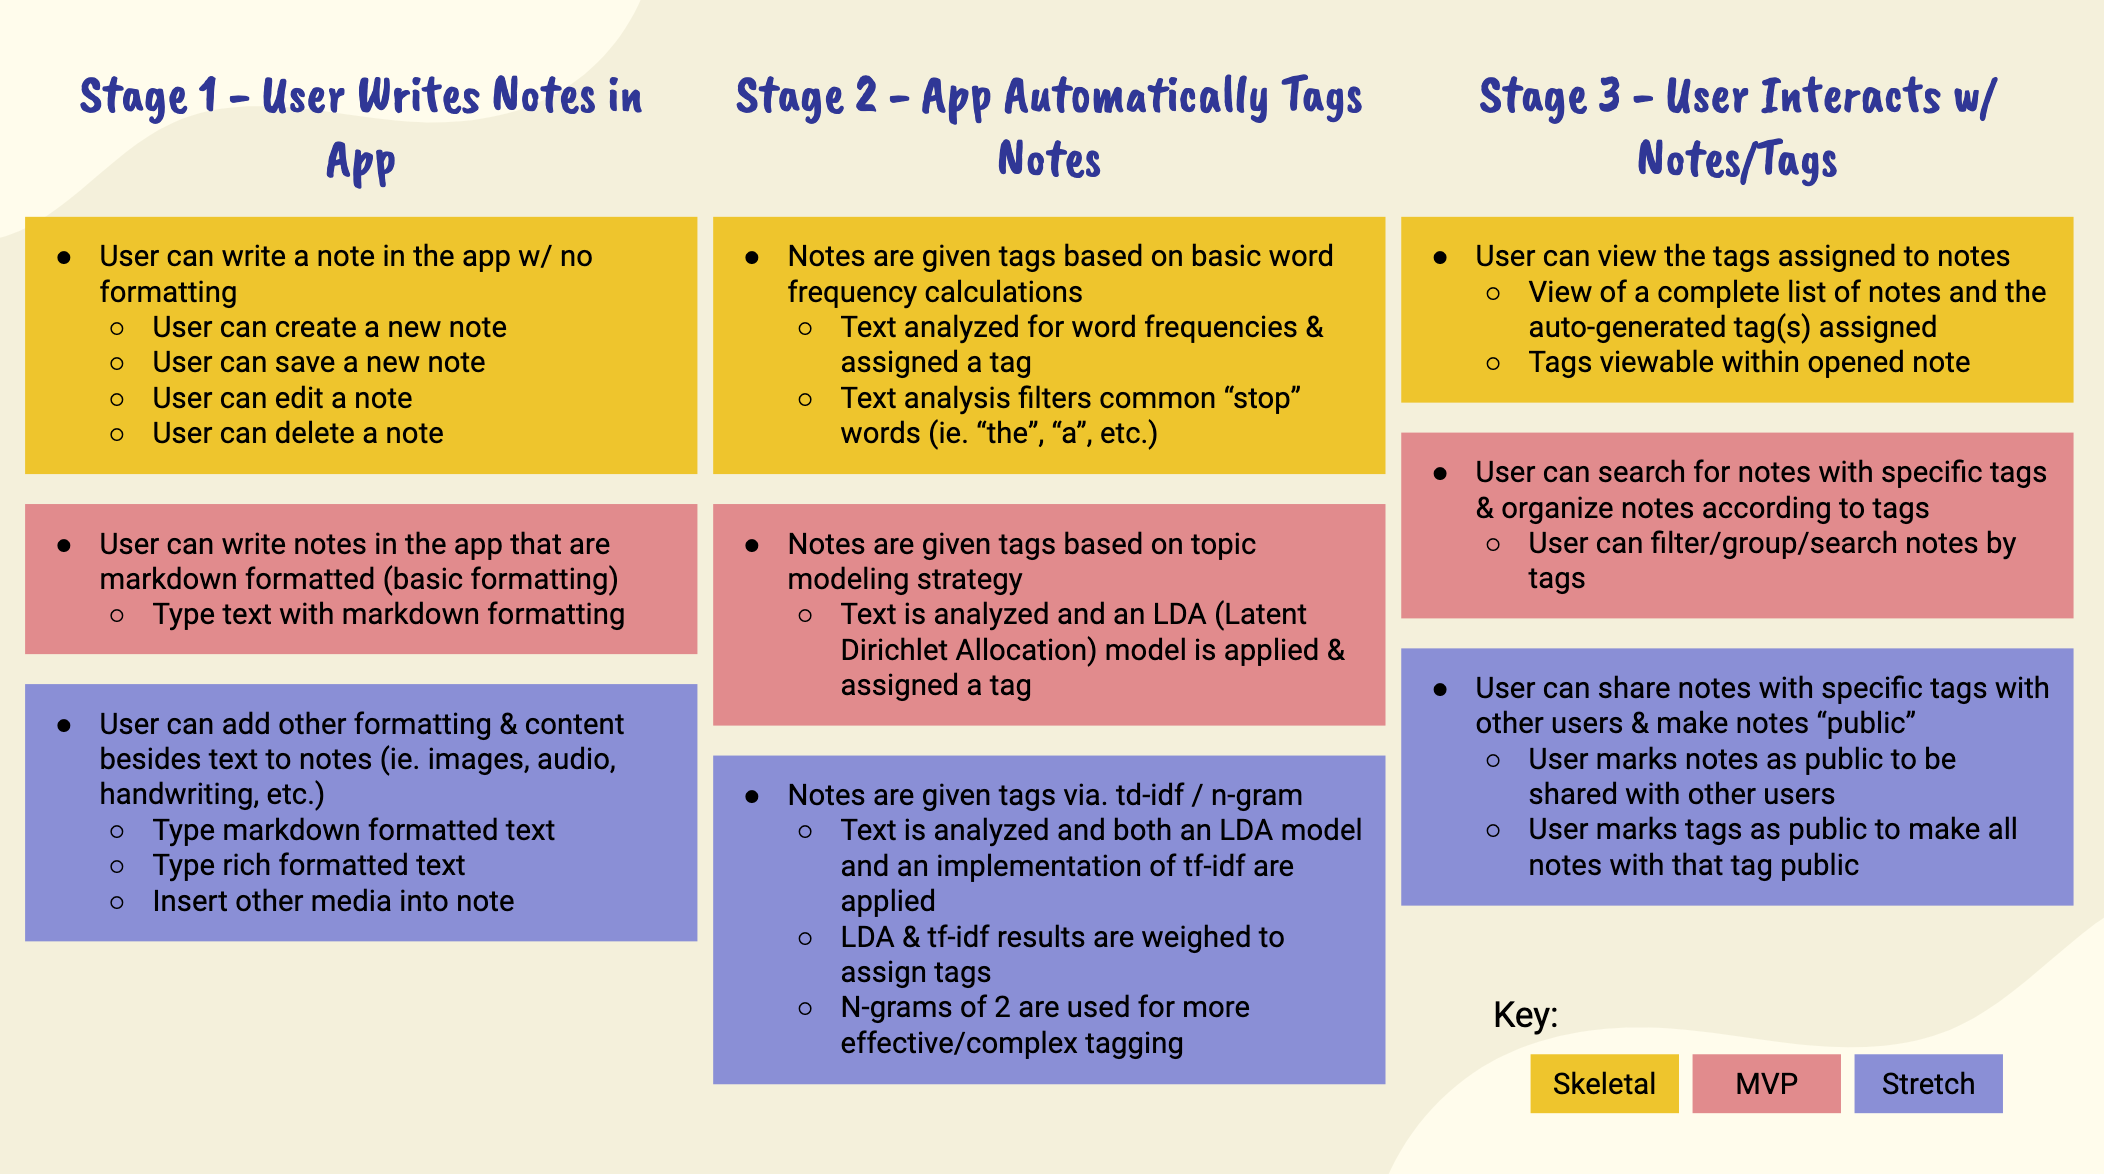 Stage 1 - User Writes Notes in
App
● User can write a note in the app w/ no
formatting
○ User can create a new note
○ User can save a new note
○ User can edit a note
○ User can delete a note
● User can write notes in the app that are
markdown formatted (basic formatting)
○ Type text with markdown formatting
● User can add other formatting & content
besides text to notes (ie. images, audio,
handwriting, etc.)
○ Type markdown formatted text
○ Type rich formatted text
○ Insert other media into note
Stage 2 - App Automatically Tags
Notes
● Notes are given tags based on basic word
frequency calculations
○ Text analyzed for word frequencies &
assigned a tag
○ Text analysis filters common “stop”
words (ie. “the”, “a”, etc.)
● Notes are given tags based on topic
modeling strategy
○ Text is analyzed and an LDA (Latent
Dirichlet Allocation) model is applied &
assigned a tag
● Notes are given tags via. td-idf / n-gram
○ Text is analyzed and both an LDA model
and an implementation of tf-idf are
applied
○ LDA & tf-idf results are weighed to
assign tags
○ N-grams of 2 are used for more
effective/complex tagging
Stage 3 - User Interacts w/
Notes/Tags
● User can view the tags assigned to notes
○ View of a complete list of notes and the
auto-generated tag(s) assigned
○ Tags viewable within opened note
● User can search for notes with specific tags
& organize notes according to tags
○ User can filter/group/search notes by
tags
● User can share notes with specific tags with
other users & make notes “public”
○ User marks notes as public to be
shared with other users
○ User marks tags as public to make all
notes with that tag public
Key:
Skeletal
MVP
Stretch